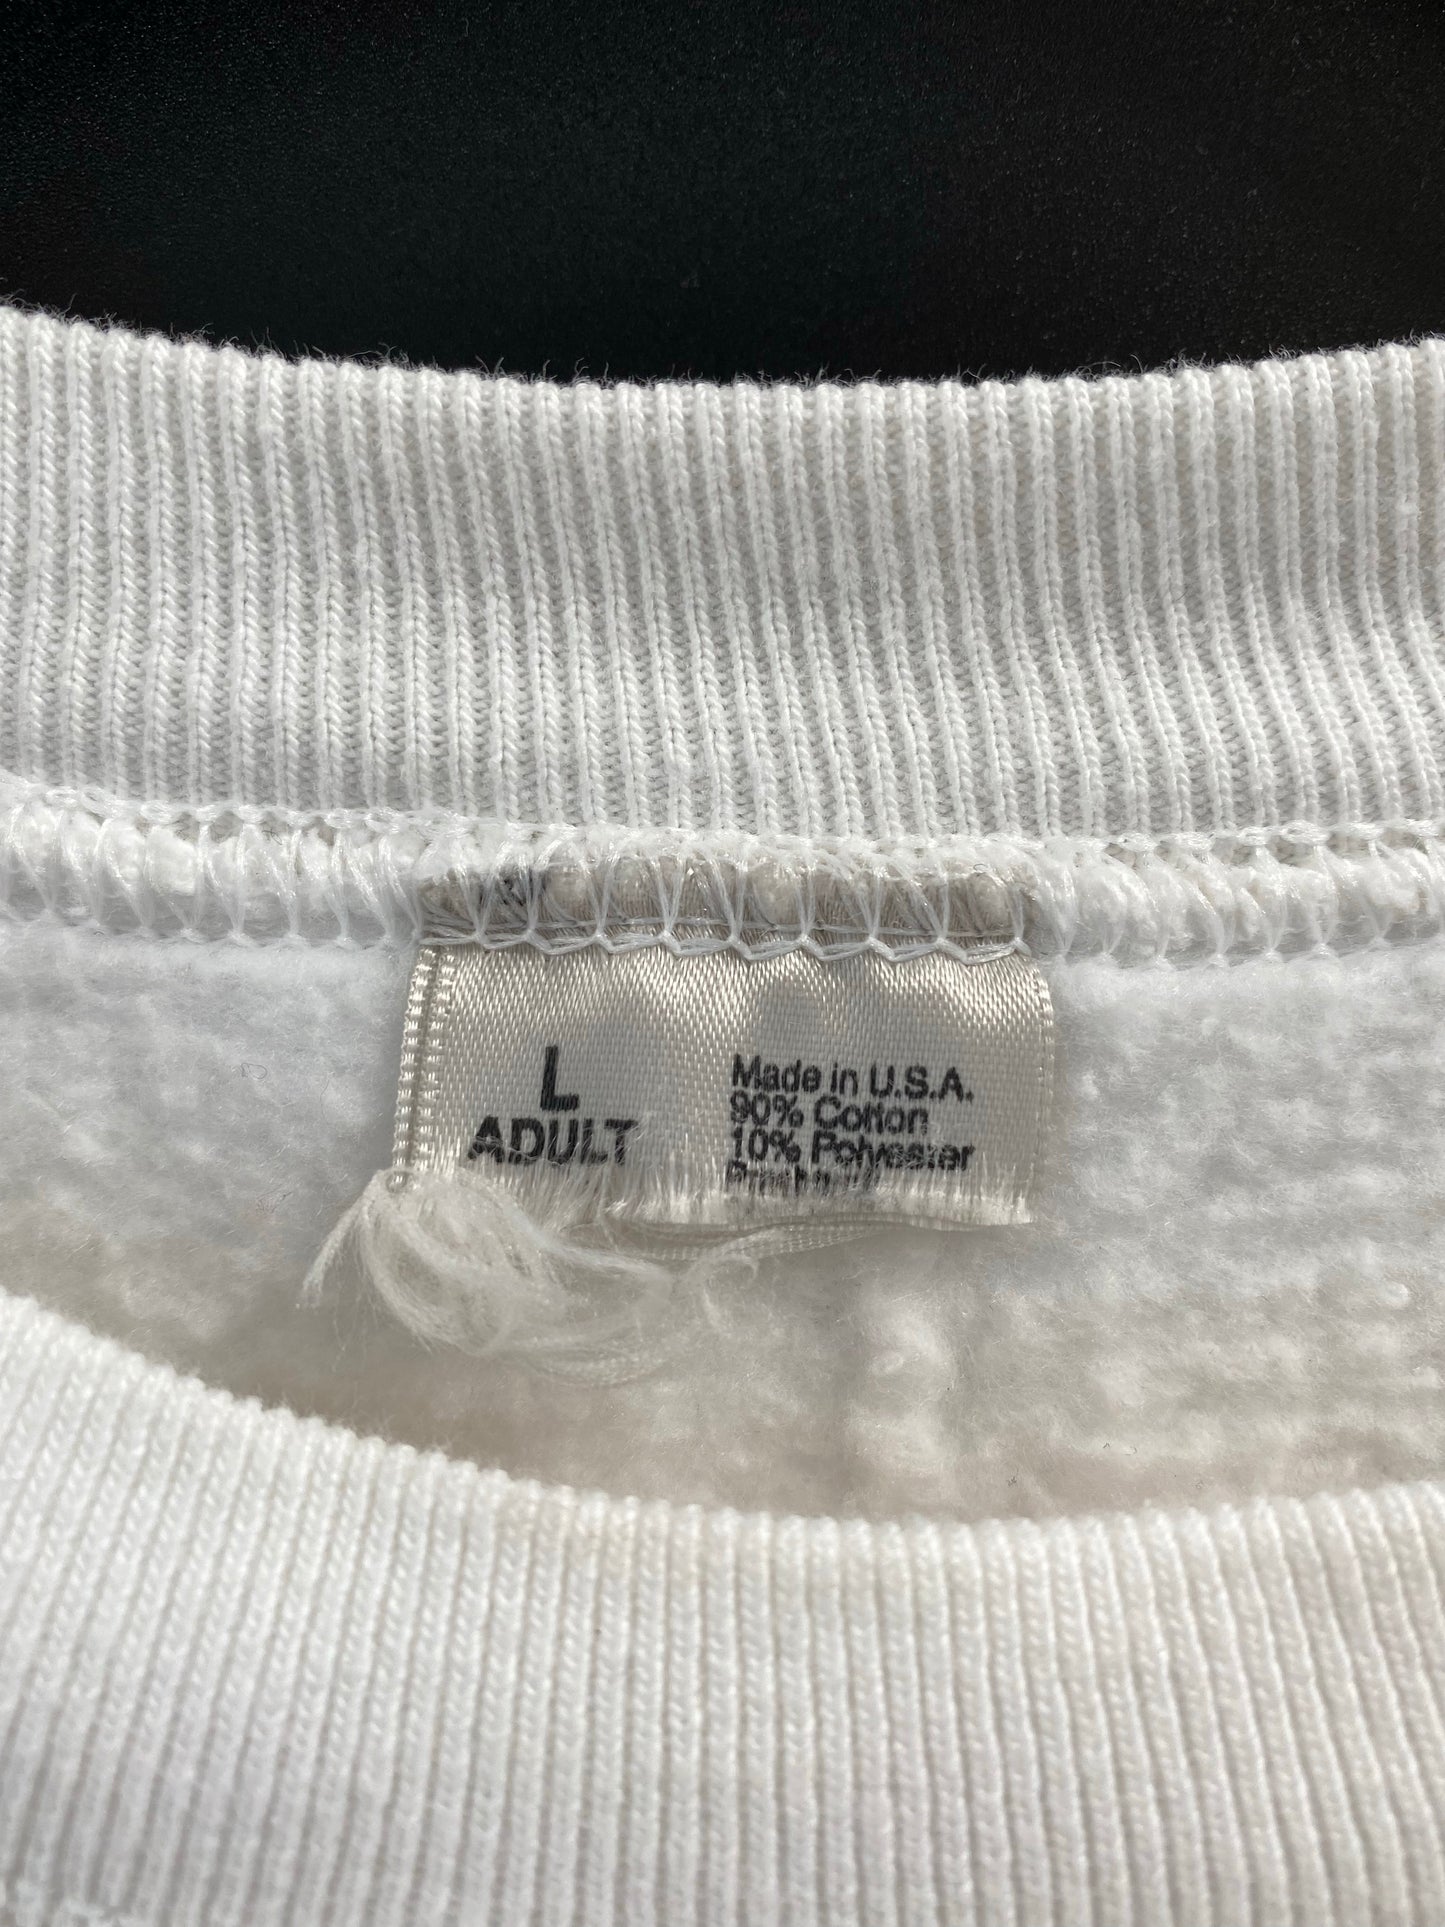 L
ADULT
Made in U.S.A.
90% Cotton
10% Polyester